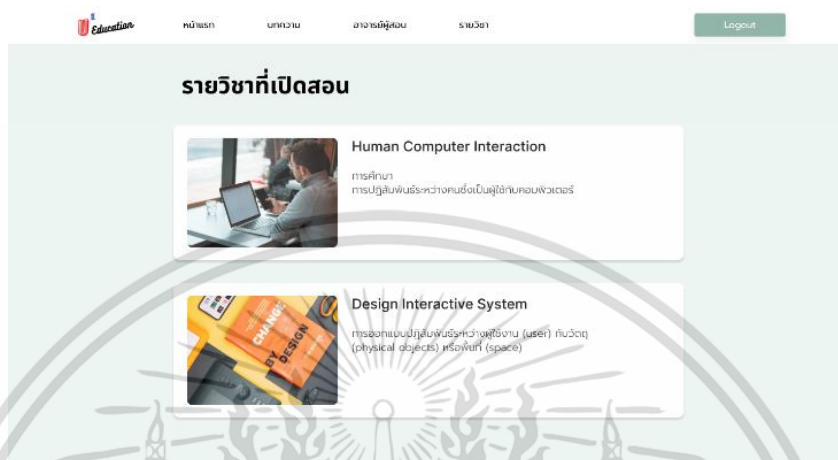 Education
หน้าแรก
บทความ
อาจารย์ผู้สอน
รายวิชา
Logout
รายวิชาที่เปิดสอน
Human Computer Interaction
การศึกษา
การปฏิสัมพันธ์ระหว่างคนซึ่งเป็นผู้ใช้กับคอมพิวเตอร์
CHANGE
BY DESIGN
Design Interactive System
การออกแบบปฏิสัมพันธ์ระหว่างผู้ใช้งาน (user) กับวัตถุ
(physical objects) หรือพื้นที่ (space)